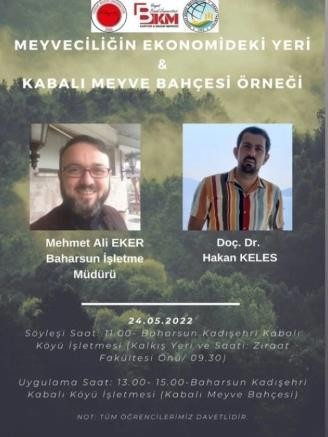 BKM
MEYVECİLİĞİN EKONOMİDEKİ YERİ
&
KABALI MEYVE BAHÇESİ ÖRNEĞİ
Mehmet Ali EKER
Baharsun İşletme
Müdürü
Doç. Dr.
Hakan KELES
24.05.2022
Söyleşi Saat: 11.00- Baharsun Kadışehri Kabalı
Köyü İşletmesi (Kalkış Yeri ve Saati: Ziraat
Fakültesi Önü/ 09.30)
Uygulama Saat: 13.00- 15.00-Baharsun Kadışehri
Kabalı Köyü İşletmesi (Kabalı Meyve Bahçesi)
NOT: TÜM ÖĞRENCİLERİMİZ DAVETLİDİR.